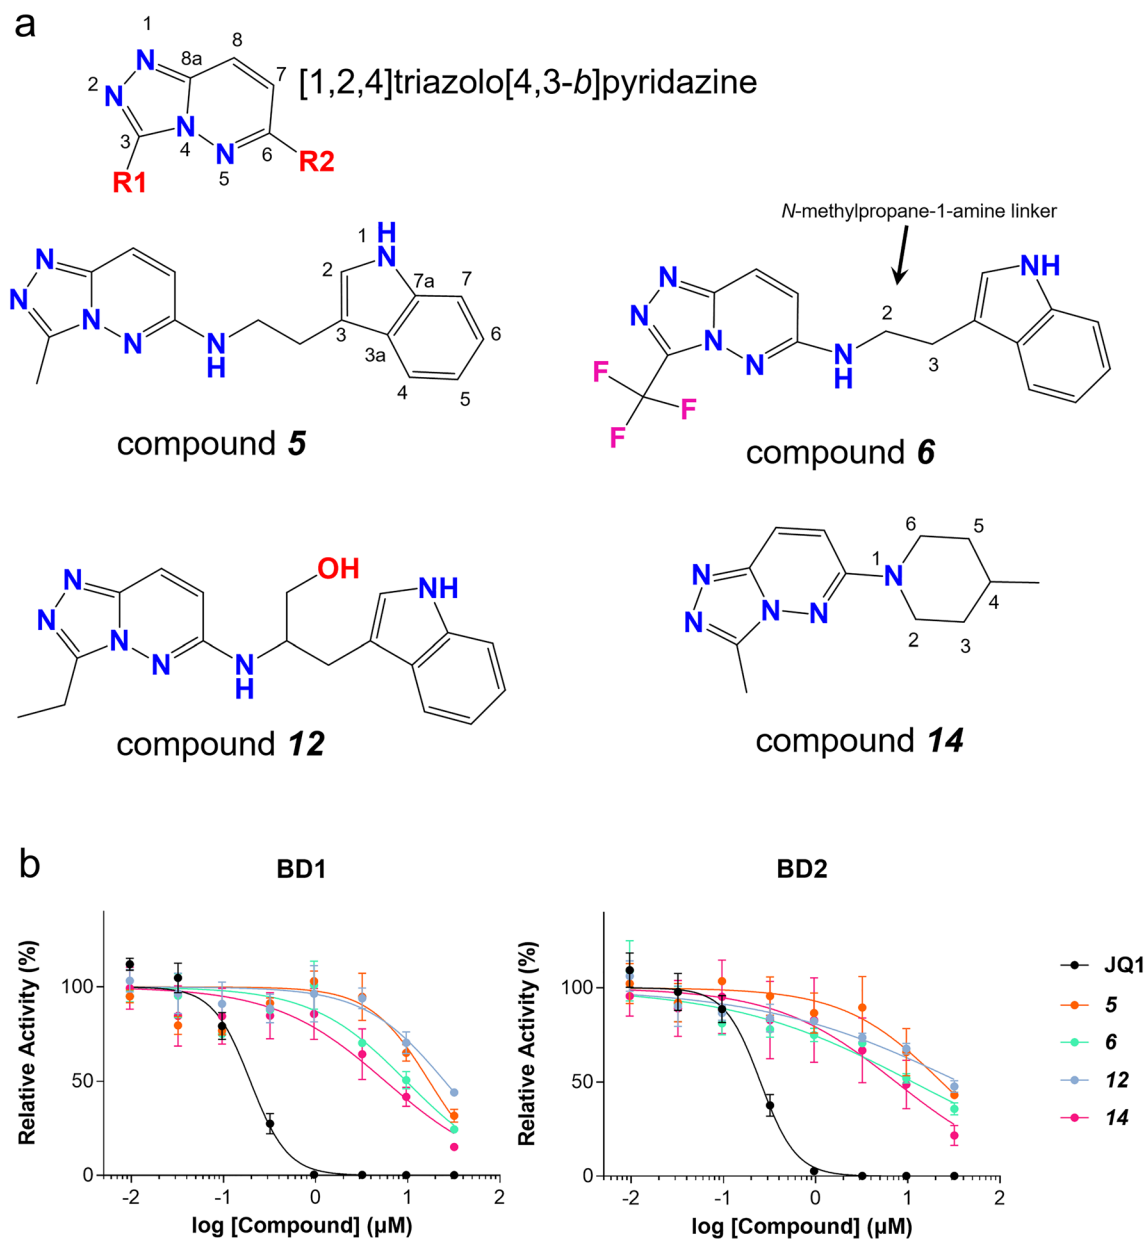 a
1
8
N
8a
2
7
N
[1,2,4]triazolo[4,3-b]pyridazine
3
N
4
N
6
5
R1
R2
N-methylpropane-1-amine linker
N
N
N
N
N
H
1
H
N
2
7a
7
3
6
3a
4
5
compound 5
N
N
N
N
N
H
2
3
NH
F
F
F
compound 6
N
N
N
N
N
H
OH
NH
compound 12
N
N
N
N
1
N
6
5
4
2
3
compound 14
b
BD1
BD2
Relative Activity (%)
100
50
0
-2
-1
0
1
2
log [Compound] (µM)
Relative Activity (%)
100
50
0
-2
-1
0
1
2
log [Compound] (µM)
JQ1
5
6
12
14